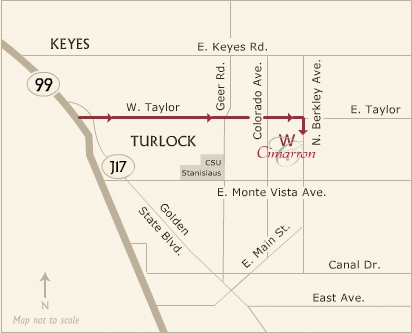 KEYES
E. Keyes Rd.
99
Geer Rd.
Colorado Ave.
N. Berkley Ave.
W. Taylor
E. Taylor
TURLOCK
W
Cimarron
J17
CSU
Stanislaus
E. Monte Vista Ave.
Golden
State Blvd.
E. Main St.
Canal Dr.
East Ave.
N
Map not to scale